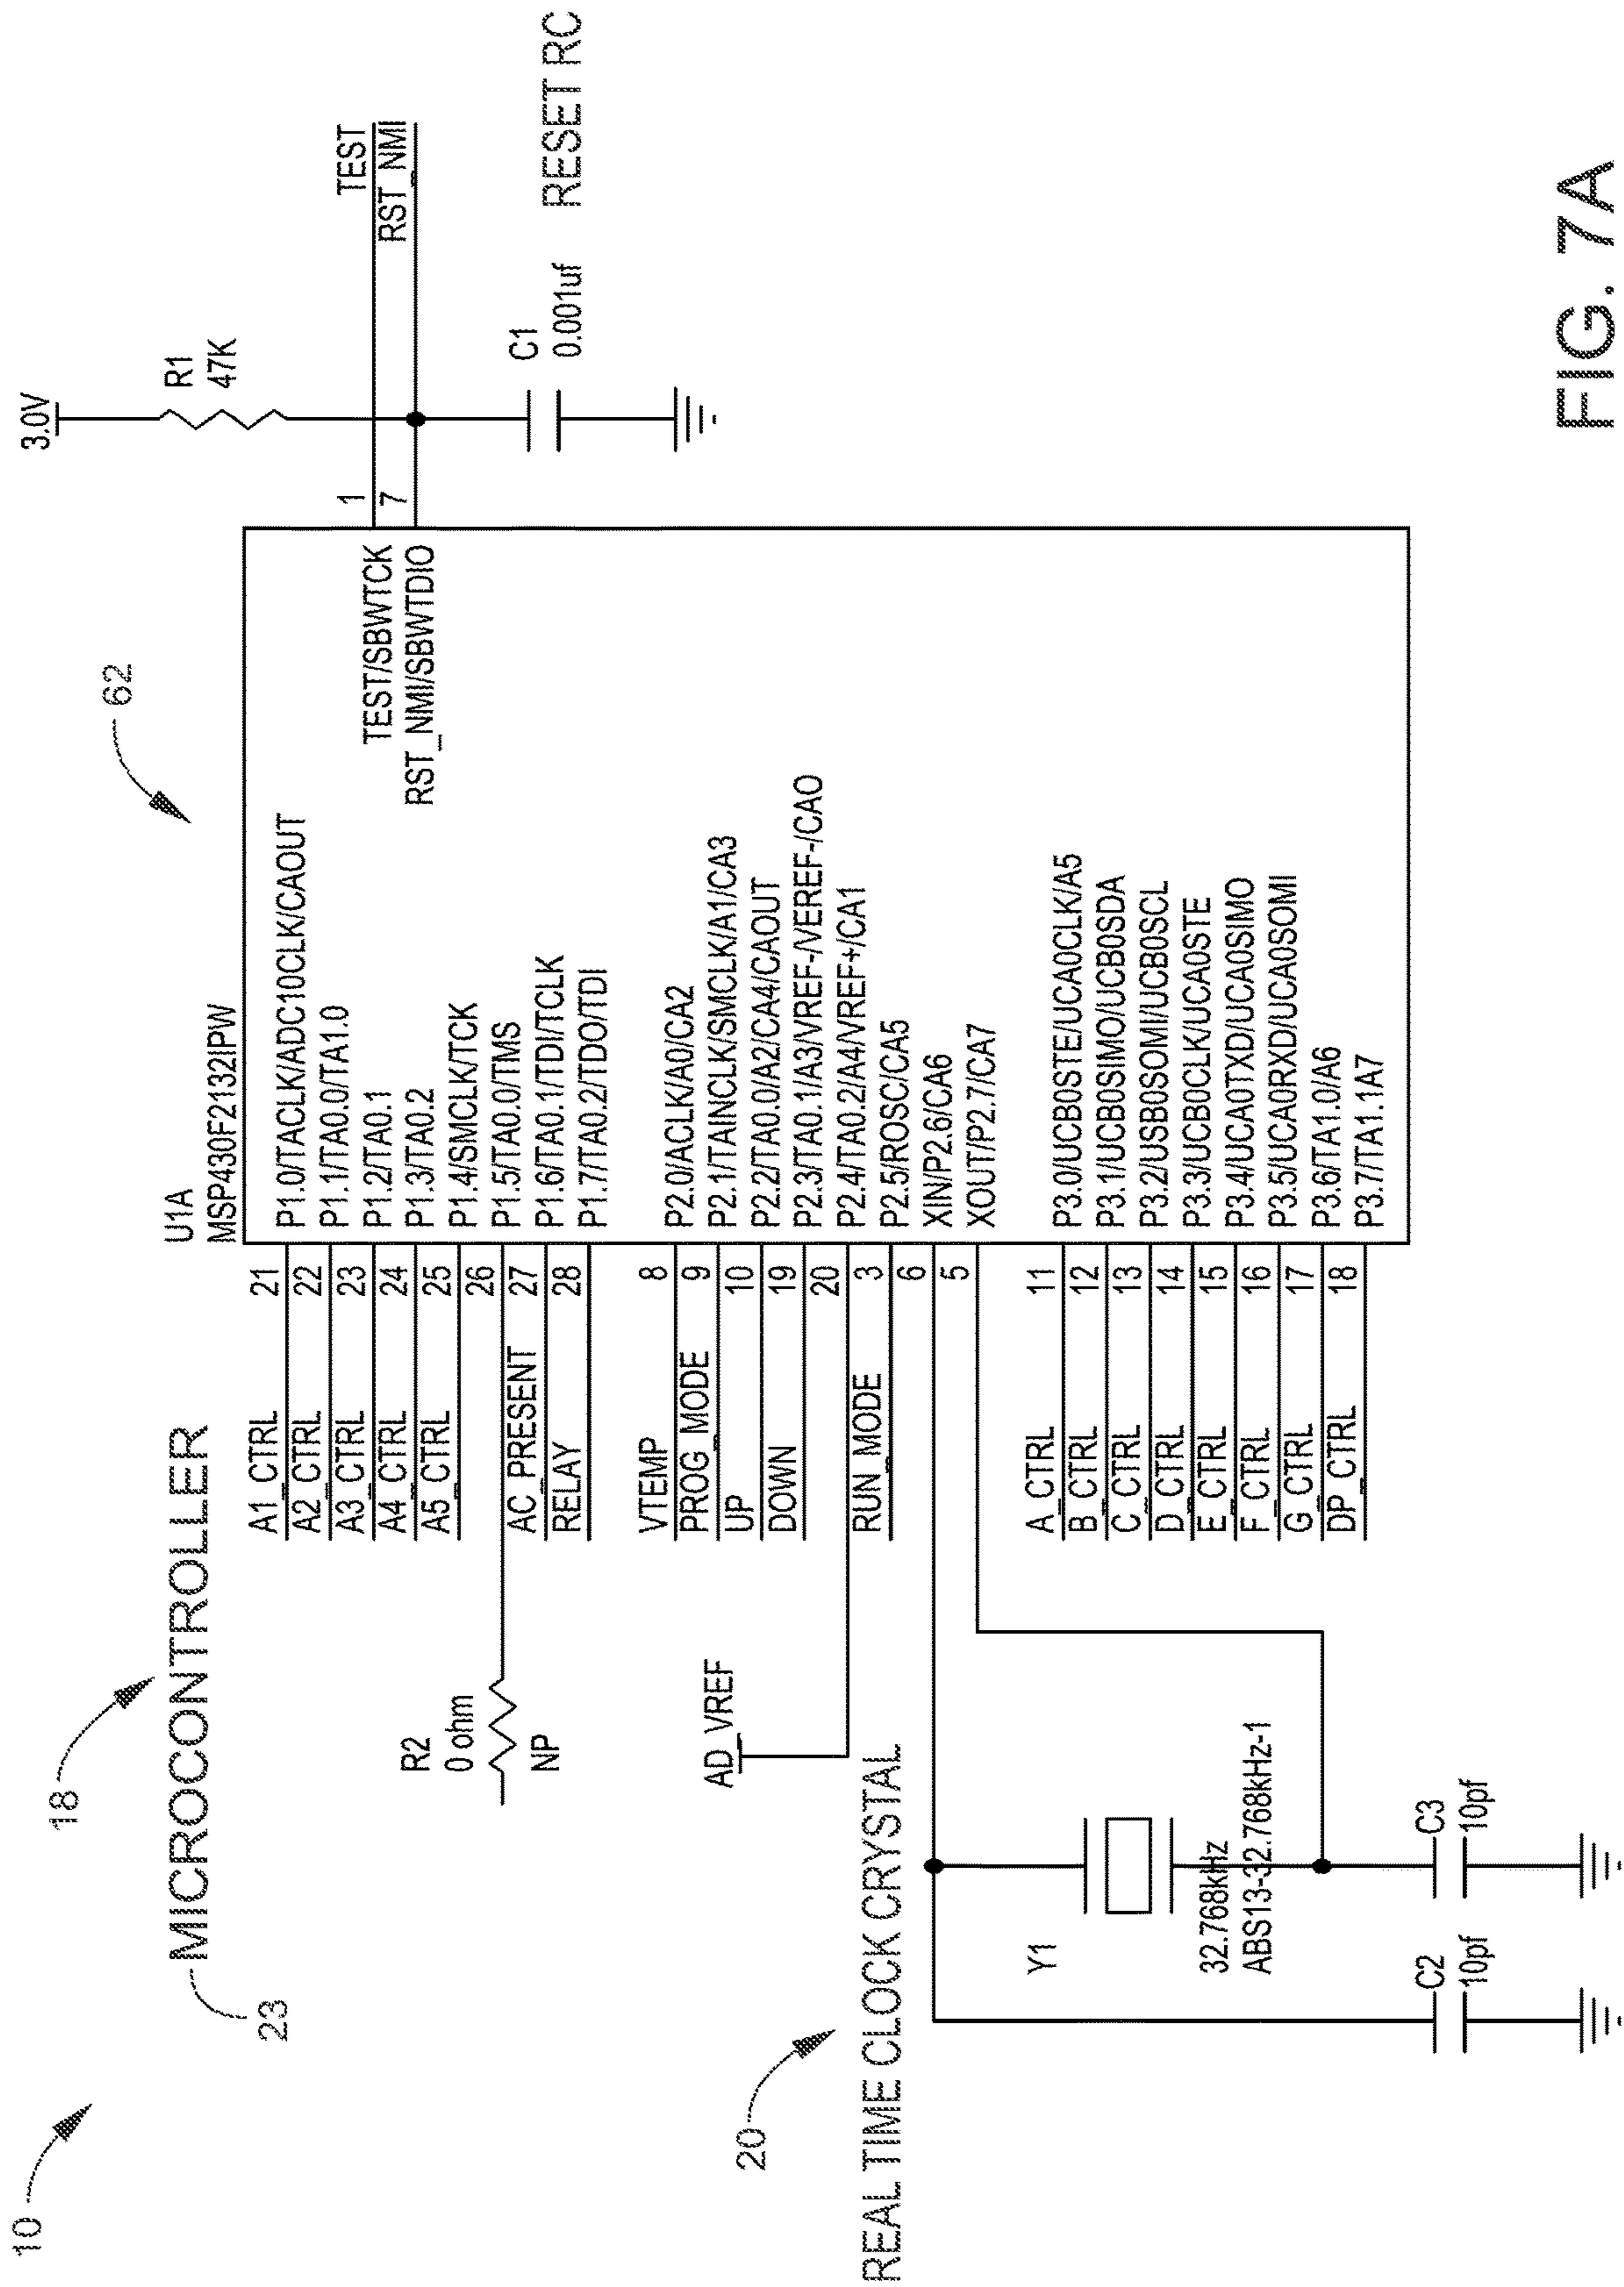 10
18
23
MICROCONTROLLER
62
U1A
MSP430F2132IPW
A1_CTRL 21 P1.0/TACLK/ADC10CLK/CAOUT
A2_CTRL 22 P1.1/TA0.0/TA1.0
A3_CTRL 23 P1.2/TA0.1
A4_CTRL 24 P1.3/TA0.2
A5_CTRL 25 P1.4/SMCLK/TCK
26 P1.5/TA0.0/TMS
AC_PRESENT 27 P1.6/TA0.1/TDI/TCLK
RELAY 28 P1.7/TA0.2/TDO/TDI
R2
0 ohm
NP
VTEMP 8 P2.0/ACLK/A0/CA2
PROG_MODE 9 P2.1/TAINCLK/SMCLK/A1/CA3
UP 10 P2.2/TA0.0/A2/CA4/CAOUT
DOWN 19 P2.3/TA0.1/A3/VREF-/VEREF-/CAO
20 P2.4/TA0.2/A4/VREF+/CA1
RUN_MODE 3 P2.5/ROSC/CA5
6 XIN/P2.6/CA6
5 XOUT/P2.7/CA7
AD_VREF
A_CTRL 11 P3.0/UCB0STE/UCA0CLK/A5
B_CTRL 12 P3.1/UCB0SIMO/UCB0SDA
C_CTRL 13 P3.2/USB0SOMI/UCB0SCL
D_CTRL 14 P3.3/UCB0CLK/UCA0STE
E_CTRL 15 P3.4/UCA0TXD/UCA0SIMO
F_CTRL 16 P3.5/UCA0RXD/UCA0SOMI
G_CTRL 17 P3.6/TA1.0/A6
DP_CTRL 18 P3.7/TA1.1A7
TEST/SBWTCK 1 TEST
RST_NMI/SBWTDIO 7 RST_NMI
3.0V
R1
47K
C1
0.001uf
RESET RC
20
REAL TIME CLOCK CRYSTAL
Y1
32.768kHz
ABS13-32.768kHz-1
C2
10pf
C3
10pf
FIG. 7A